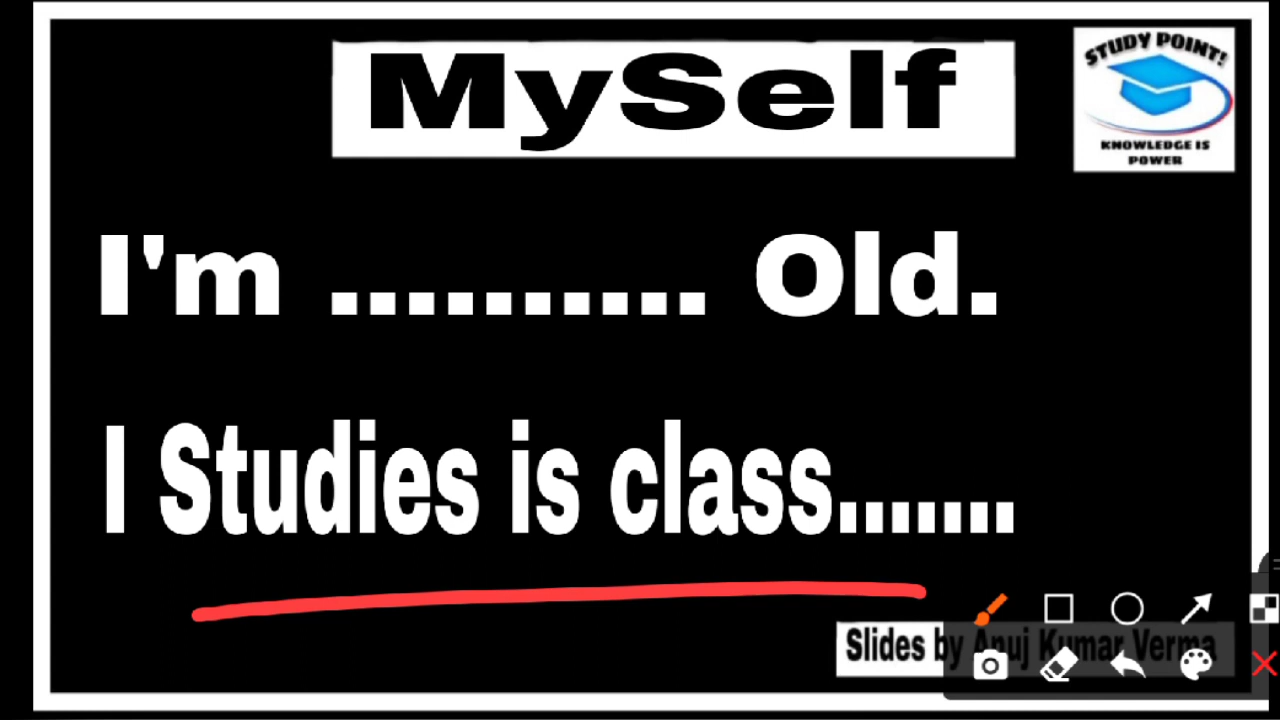 MySelf
STUDY POINT!
KNOWLEDGE IS
POWER
I'm .......... Old.
I Studies is class.......
Slides by Anuj Kumar Verma